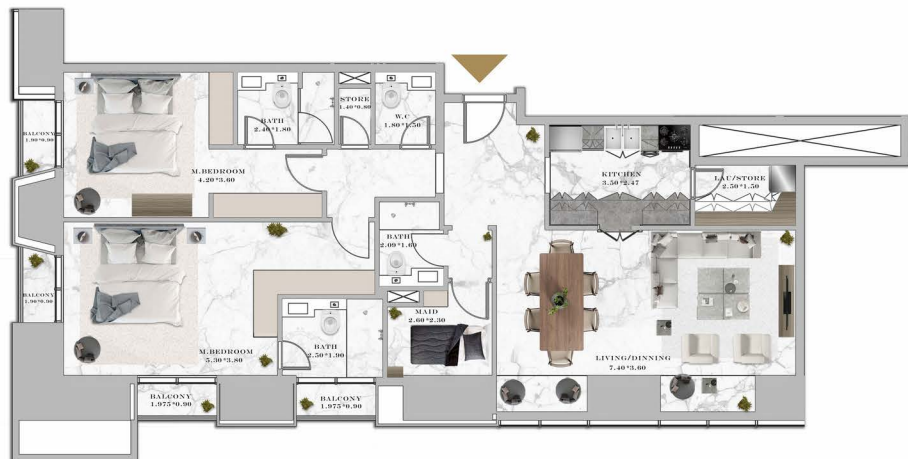 BALCONY
1.90*0.90
BATH
2.40*1.80
STORE
1.40*0.80
W.C
1.80*1.50
M.BEDROOM
4.20*3.60
KITCHEN
3.50*2.47
LAU/STORE
2.50*1.50
BATH
2.09*1.60
BALCONY
1.90*0.90
MAID
2.60*2.30
BATH
2.50*1.90
M.BEDROOM
5.30*3.80
LIVING/DINNING
7.40*3.60
BALCONY
1.975*0.90
BALCONY
1.975*0.90